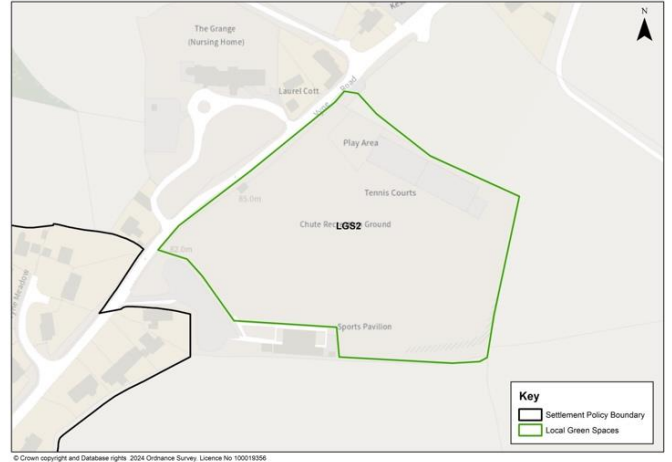 N
The Grange
(Nursing Home)
Laurel Cott
Road
Play Area
Tennis Courts
85.0m
Chute Recreation Ground
LGS2
82.0m
Meadow
Sports Pavilion
Key
Settlement Policy Boundary
Local Green Spaces
© Crown copyright and Database rights 2024 Ordnance Survey. Licence No 100019356